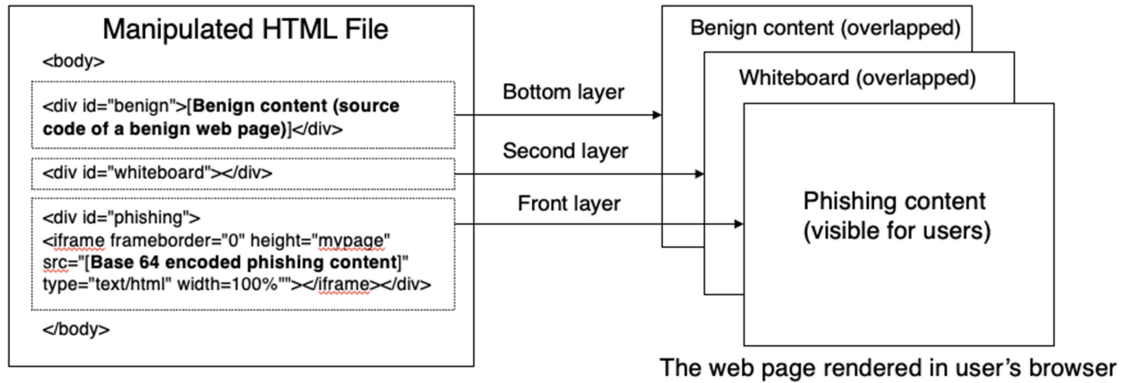 Manipulated HTML File
<body>
<div id="benign">[Benign content (source
code of a benign web page)]</div>
<div id="whiteboard"></div>
<div id="phishing">
<iframe frameborder="0" height="mypage"
src="[Base 64 encoded phishing content]"
type="text/html" width=100%""></iframe></div>
</body>
Bottom layer
Second layer
Front layer
Benign content (overlapped)
Whiteboard (overlapped)
Phishing content
(visible for users)
The web page rendered in user's browser